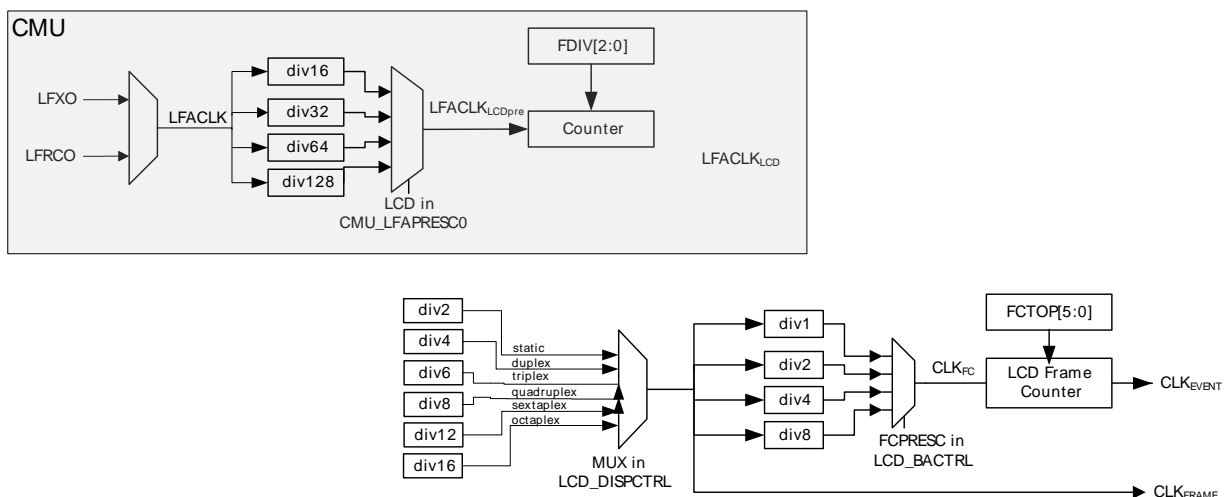 CMU
LFXO
LFRCO
LFACLK
div16
div32
div64
div128
LCD in
CMU_LFAPRESC0
LFACLKLCDpre
FDIV[2:0]
Counter
LFACLKLCD
div2
div4
div6
div8
div12
div16
static
duplex
triplex
quadruplex
sextaplex
octaplex
MUX in
LCD_DISPCTRL
div1
div2
div4
div8
FCPRESC in
LCD_BACTRL
CLKFC
FCTOP[5:0]
LCD Frame
Counter
CLKEVENT
CLKFRAME